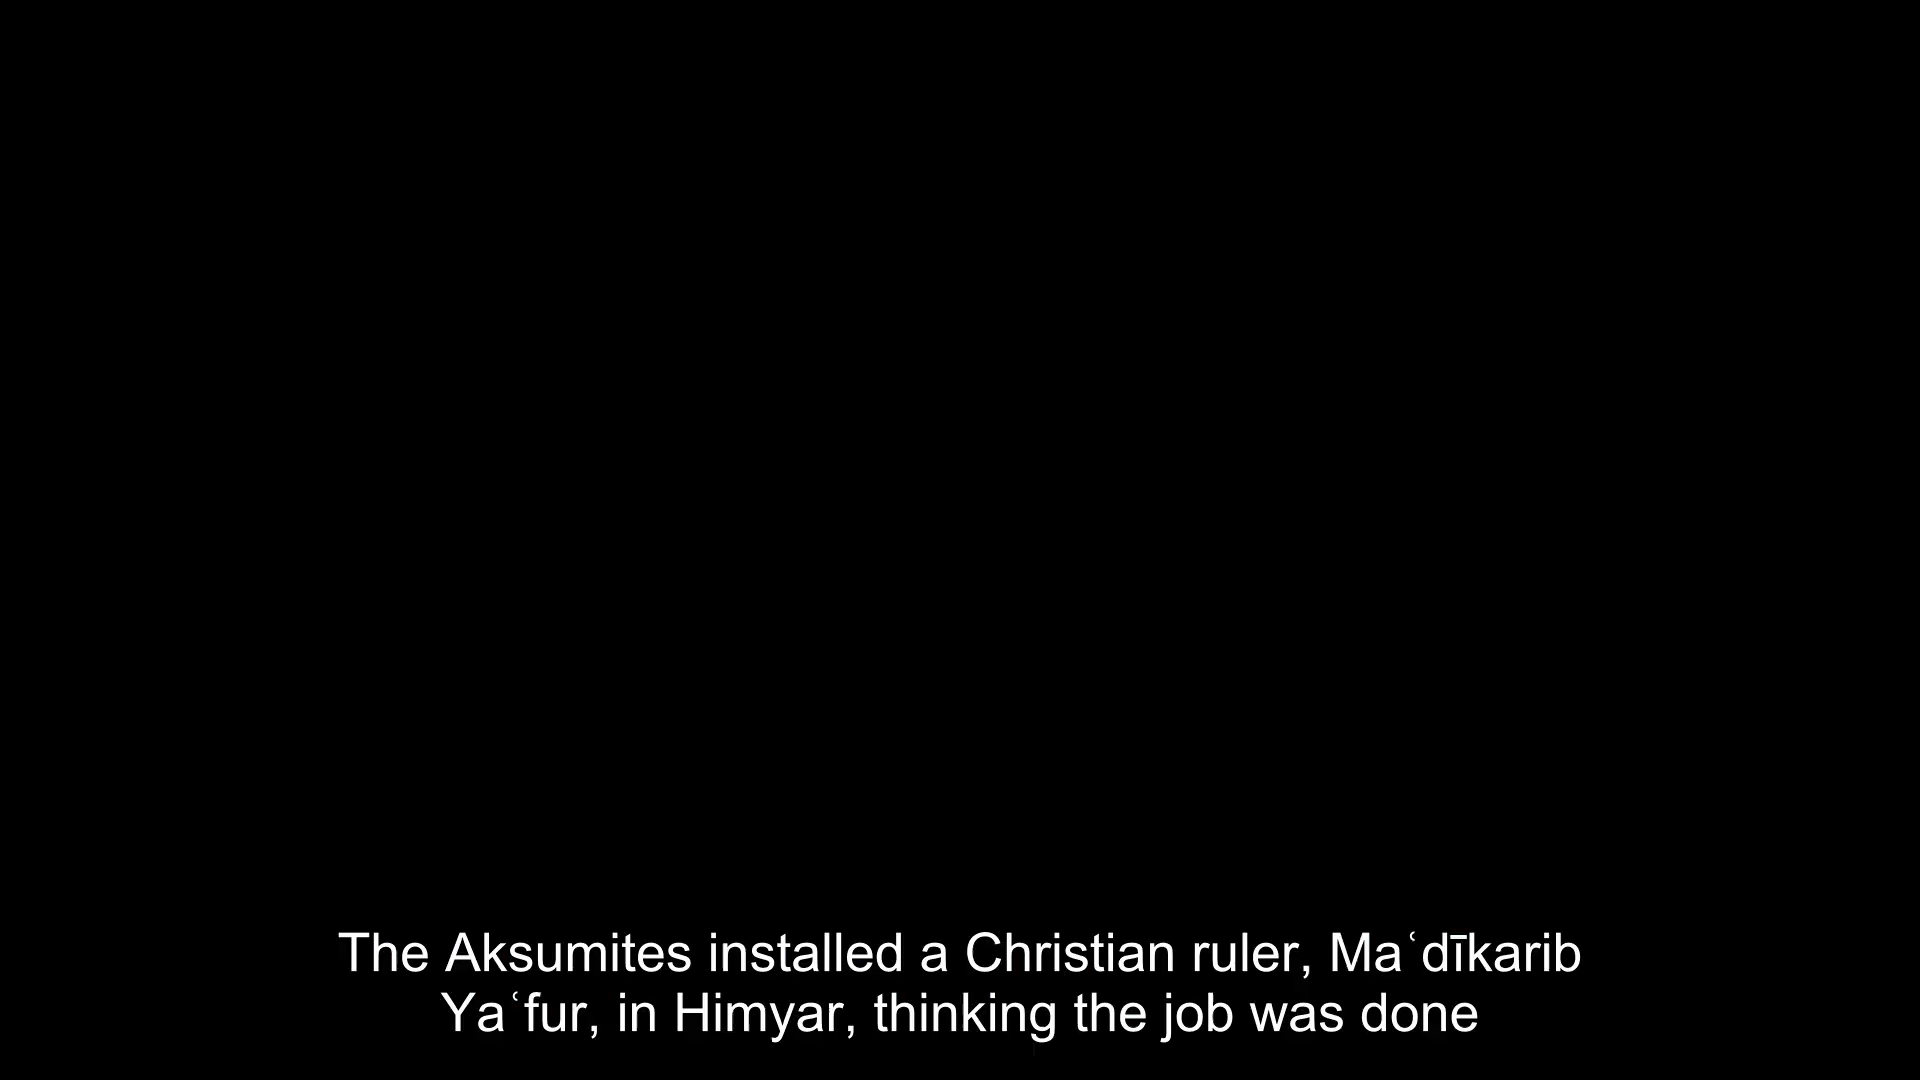 The Aksumites installed a Christian ruler, Maʿdīkarib
Yaʿfur, in Himyar, thinking the job was done